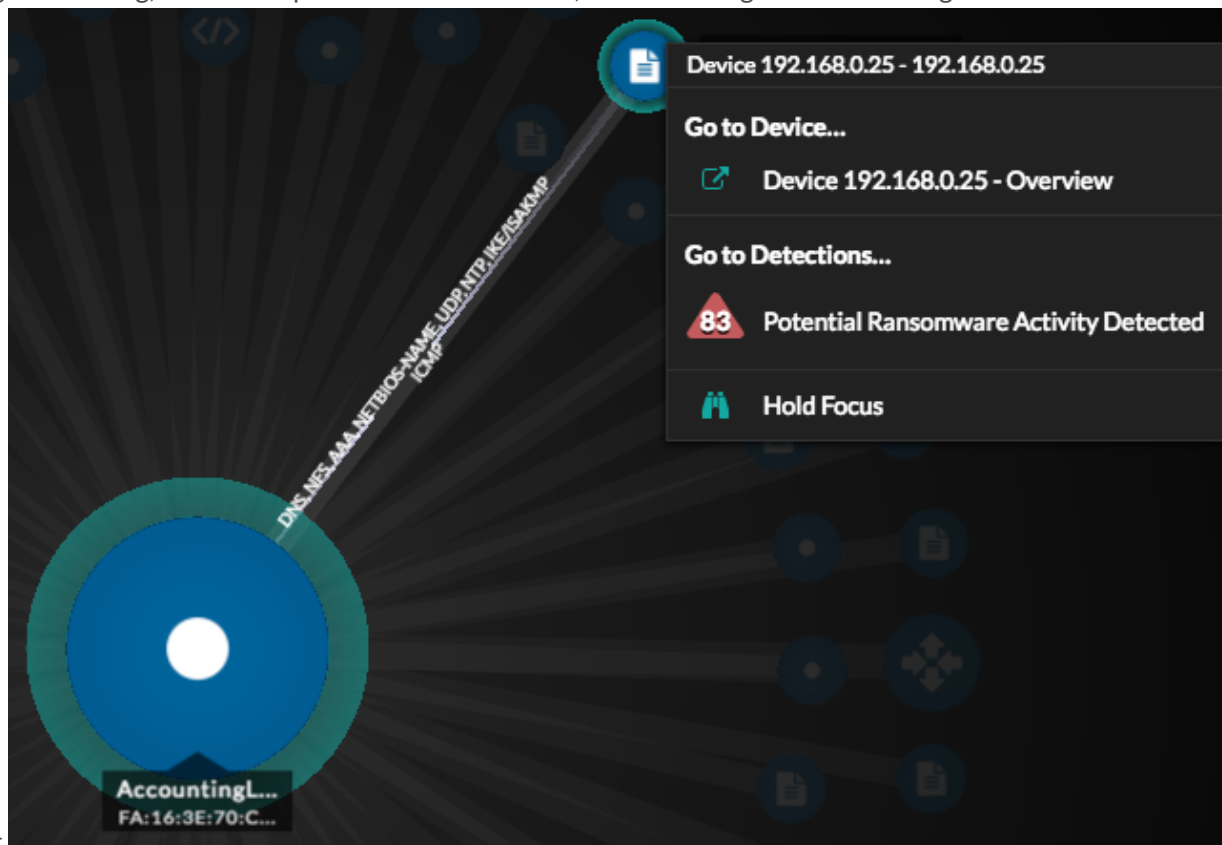 Device 192.168.0.25 - 192.168.0.25
Go to Device...
Device 192.168.0.25 - Overview
Go to Detections...
83 Potential Ransomware Activity Detected
Hold Focus
DNS, NFS, AAA, NETBIOS-NAME, UDP, NTP, IKE/ISAKMP
ICMP
AccountingL...
FA:16:3E:70:C...